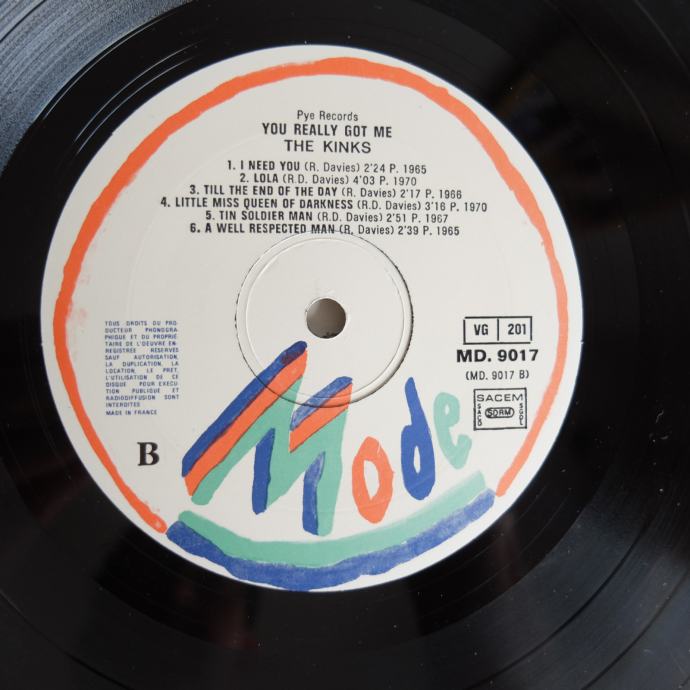 Pye Records
YOU REALLY GOT ME
THE KINKS
1. I NEED YOU (R. Davies) 2'24 P. 1965
2. LOLA (R.D. Davies) 4'03 P. 1970
3. TILL THE END OF THE DAY (R. Davies) 2'17 P. 1966
4. LITTLE MISS QUEEN OF DARKNESS (R.D. Davies) 3'16 P. 1970
5. TIN SOLDIER MAN (R. Davies) 2'51 P. 1967
6. A WELL RESPECTED MAN (R. Davies) 2'39 P. 1965
TOUS DROITS DU PRO-
DUCTEUR PHONOGRA-
PHIQUE ET DU PROPRIÉ-
TAIRE DE L'OEUVRE EN-
REGISTREE RESERVES
SAUF AUTORISATION,
LA DUPLICATION, LA
LOCATION, LE PRET,
L'UTILISATION DE CE
DISQUE POUR EXECU-
TION PUBLIQUE ET
RADIODIFFUSION SONT
INTERDITES
MADE IN FRANCE
VG 201
MD. 9017
(MD. 9017 B)
SACEM
SACD SDRM SGDL
B
Mode